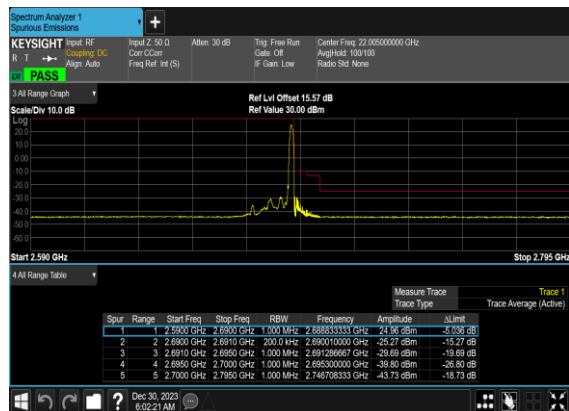 Spectrum Analyzer 1
Spurious Emissions
+
KEYSIGHT Input: RF Input Z: 50 Ω Atten: 30 dB Trig: Free Run Center Freq: 22.005000000 GHz
R T Coupling: DC Corr CCorr Gate: Off Avg|Hold: 100/100
Align: Auto Freq Ref: Int (S) IF Gain: Low Radio Std: None
LXI PASS
3 All Range Graph
Ref Lvl Offset 15.57 dB
Scale/Div 10.0 dB Ref Value 30.00 dBm
Log
20.0
10.0
0.00
-10.0
-20.0
-30.0
-40.0
-50.0
-60.0
Start 2.590 GHz Stop 2.795 GHz
4 All Range Table
Measure Trace Trace 1
Trace Type Trace Average (Active)
Spur Range Start Freq Stop Freq RBW Frequency Amplitude ΔLimit
1 1 2.5900 GHz 2.6900 GHz 1.000 MHz 2.688833333 GHz 24.96 dBm -5.036 dB
2 2 2.6900 GHz 2.6910 GHz 200.0 kHz 2.690010000 GHz -25.27 dBm -15.27 dB
3 3 2.6910 GHz 2.6950 GHz 1.000 MHz 2.691286667 GHz -29.69 dBm -19.69 dB
4 4 2.6950 GHz 2.7000 GHz 1.000 MHz 2.695300000 GHz -39.80 dBm -26.80 dB
5 5 2.7000 GHz 2.7950 GHz 1.000 MHz 2.746708333 GHz -43.73 dBm -18.73 dB
? Dec 30, 2023
6:02:21 AM